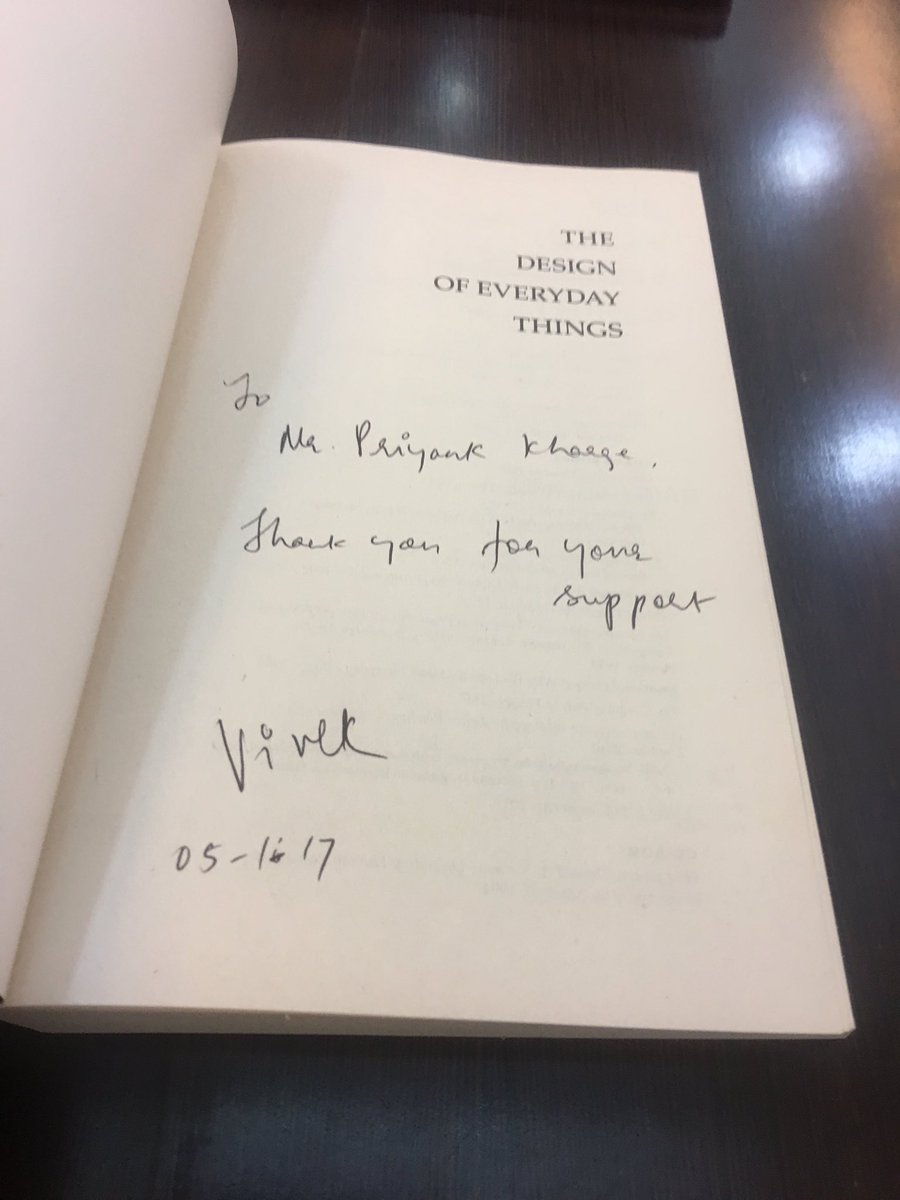 THE
DESIGN
OF EVERYDAY
THINGS
To
Mr. Priyank Kharge,
Thank you for your
support
Vivek